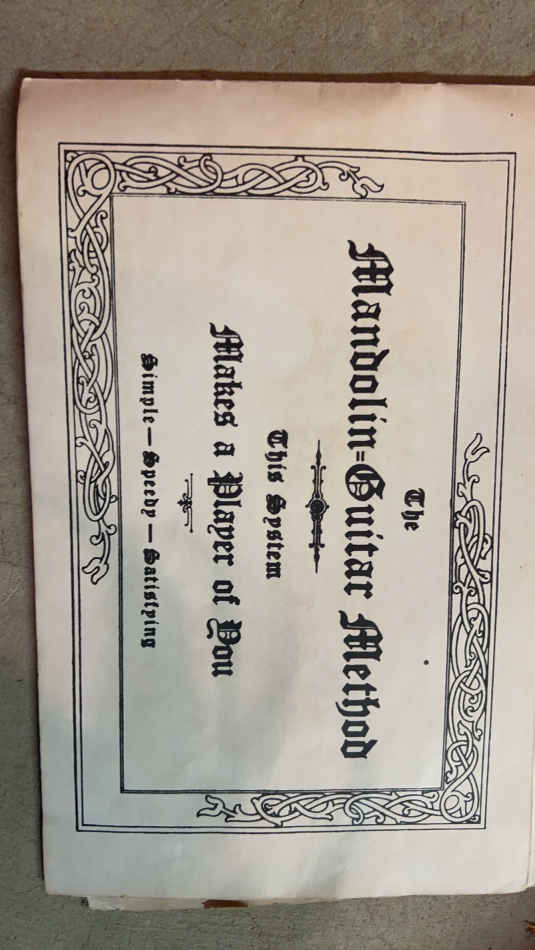 The
Mandolin=Guitar Method
This System
Makes a Player of You
Simple — Speedy — Satisfying